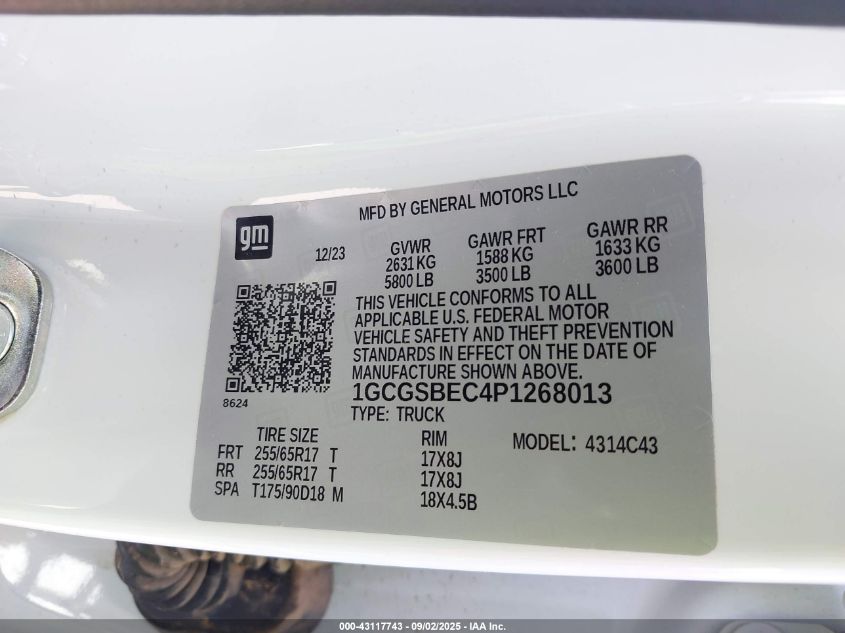 MFD BY GENERAL MOTORS LLC
gm
12/23
GVWR GAWR FRT GAWR RR
2631 KG 1588 KG 1633 KG
5800 LB 3500 LB 3600 LB
THIS VEHICLE CONFORMS TO ALL
APPLICABLE U.S. FEDERAL MOTOR
VEHICLE SAFETY AND THEFT PREVENTION
STANDARDS IN EFFECT ON THE DATE OF
MANUFACTURE SHOWN ABOVE.
8624
1GCGSBEC4P1268013
TYPE: TRUCK
TIRE SIZE RIM MODEL: 4314C43
FRT 255/65R17 T 17X8J
RR 255/65R17 T 17X8J
SPA T175/90D18 M 18X4.5B
000-43117743 - 09/02/2025 - IAA Inc.